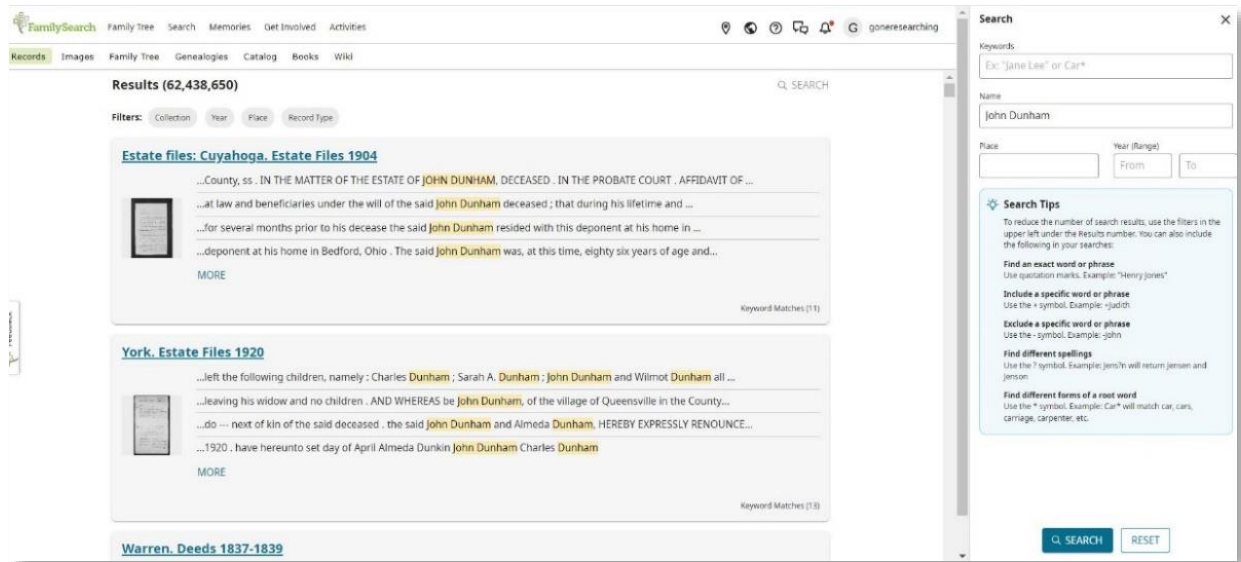 FamilySearch Family Tree Search Memories Get Involved Activities G goneresearching
Records Images Family Tree Genealogies Catalog Books Wiki
Results (62,438,650) SEARCH
Filters: Collection Year Place Record Type
Estate files: Cuyahoga. Estate Files 1904
...County, ss . IN THE MATTER OF THE ESTATE OF JOHN DUNHAM, DECEASED . IN THE PROBATE COURT . AFFIDAVIT OF ...
...at law and beneficiaries under the will of the said John Dunham deceased ; that during his lifetime and ...
...for several months prior to his decease the said John Dunham resided with this deponent at his home in ...
...deponent at his home in Bedford, Ohio . The said John Dunham was, at this time, eighty six years of age and...
MORE
Keyword Matches (11)
York. Estate Files 1920
...left the following children, namely : Charles Dunham ; Sarah A. Dunham ; John Dunham and Wilmot Dunham all ...
...leaving his widow and no children . AND WHEREAS be John Dunham, of the village of Queensville in the County...
...do --- next of kin of the said deceased . the said John Dunham and Almeda Dunham, HEREBY EXPRESSLY RENOUNCE...
...1920 . have hereunto set day of April Almeda Dunkin John Dunham Charles Dunham
MORE
Keyword Matches (13)
Warren. Deeds 1837-1839
Search
Keywords
Ex: "Jane Lee" or Car*
Name
John Dunham
Place Year (Range)
From To
Search Tips
To reduce the number of search results, use the filters in the
upper left under the Results number. You can also include
the following in your searches:
Find an exact word or phrase
Use quotation marks. Example: "Henry Jones"
Include a specific word or phrase
Use the + symbol. Example: +Judith
Exclude a specific word or phrase
Use the - symbol. Example: -John
Find different spellings
Use the ? symbol. Example: Jens?n will return Jensen and
Jenson
Find different forms of a root word
Use the * symbol. Example: Car* will match car, cars,
carriage, carpenter, etc.
SEARCH RESET